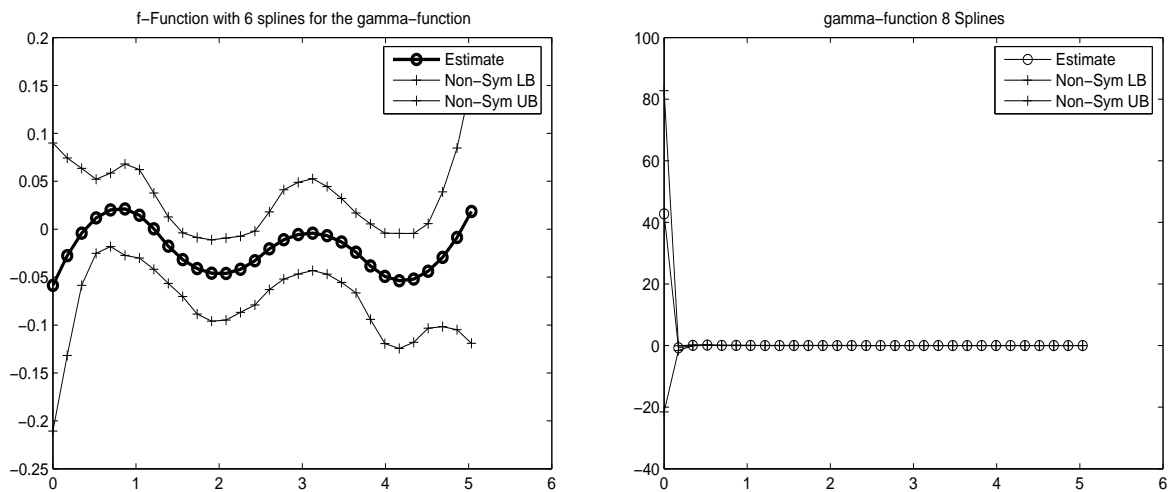 f−Function with 6 splines for the gamma−function
0.2
0.15
0.1
0.05
0
−0.05
−0.1
−0.15
−0.2
−0.25
0 1 2 3 4 5 6
Estimate
Non−Sym LB
Non−Sym UB
gamma−function 8 Splines
100
80
60
40
20
0
−20
−40
0 1 2 3 4 5 6
Estimate
Non−Sym LB
Non−Sym UB